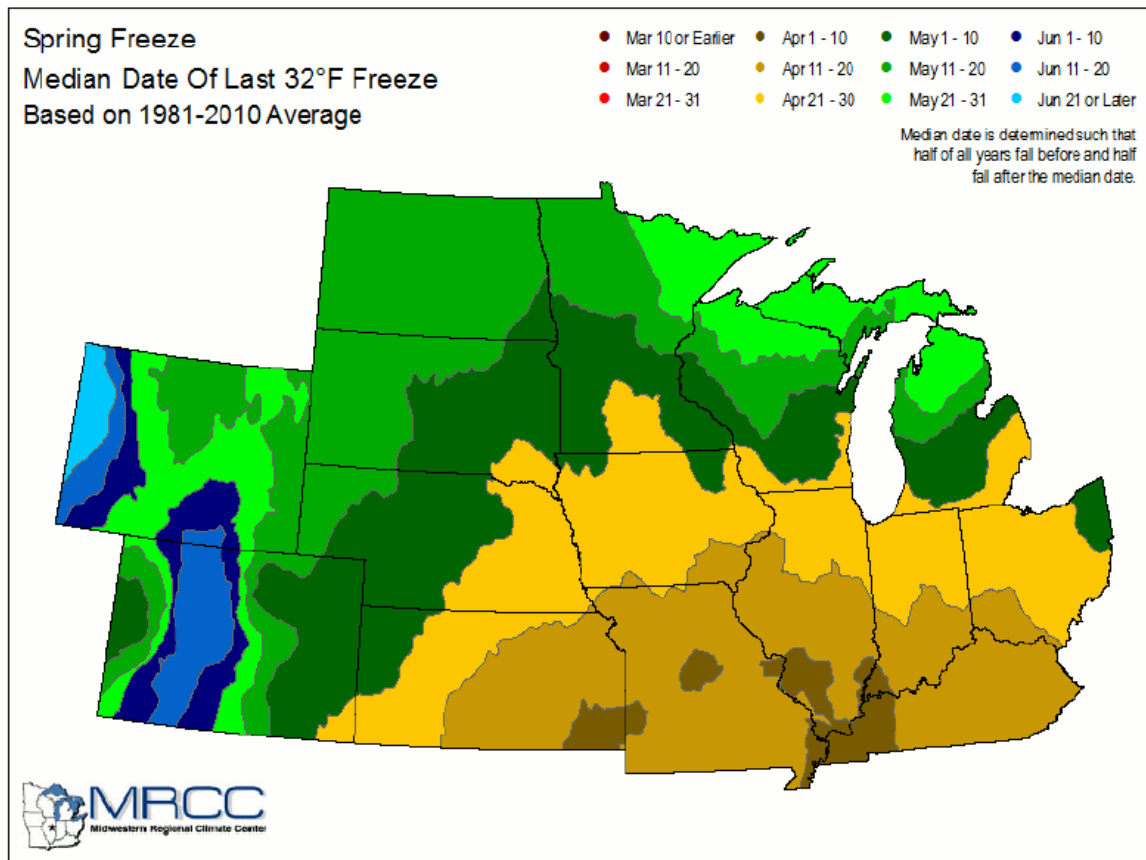 Spring Freeze
Median Date Of Last 32°F Freeze
Based on 1981-2010 Average
Mar 10 or Earlier
Mar 11 - 20
Mar 21 - 31
Apr 1 - 10
Apr 11 - 20
Apr 21 - 30
May 1 - 10
May 11 - 20
May 21 - 31
Jun 1 - 10
Jun 11 - 20
Jun 21 or Later
Median date is determined such that
half of all years fall before and half
fall after the median date.
MRCC
Midwestern Regional Climate Center